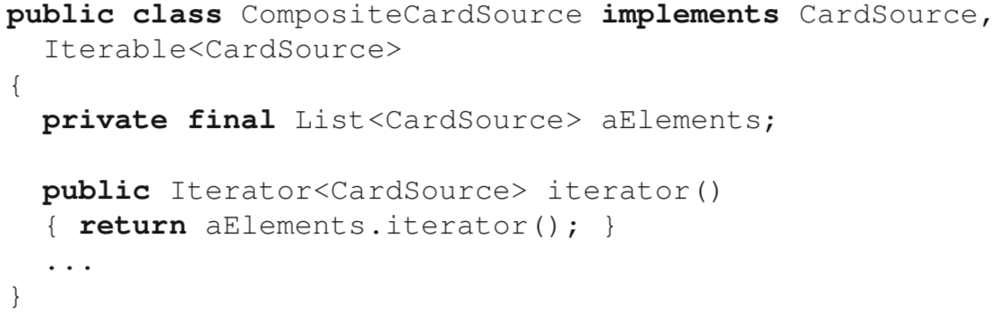 public class CompositeCardSource implements CardSource,
  Iterable<CardSource>
{
  private final List<CardSource> aElements;

  public Iterator<CardSource> iterator()
  { return aElements.iterator(); }
  ...
}